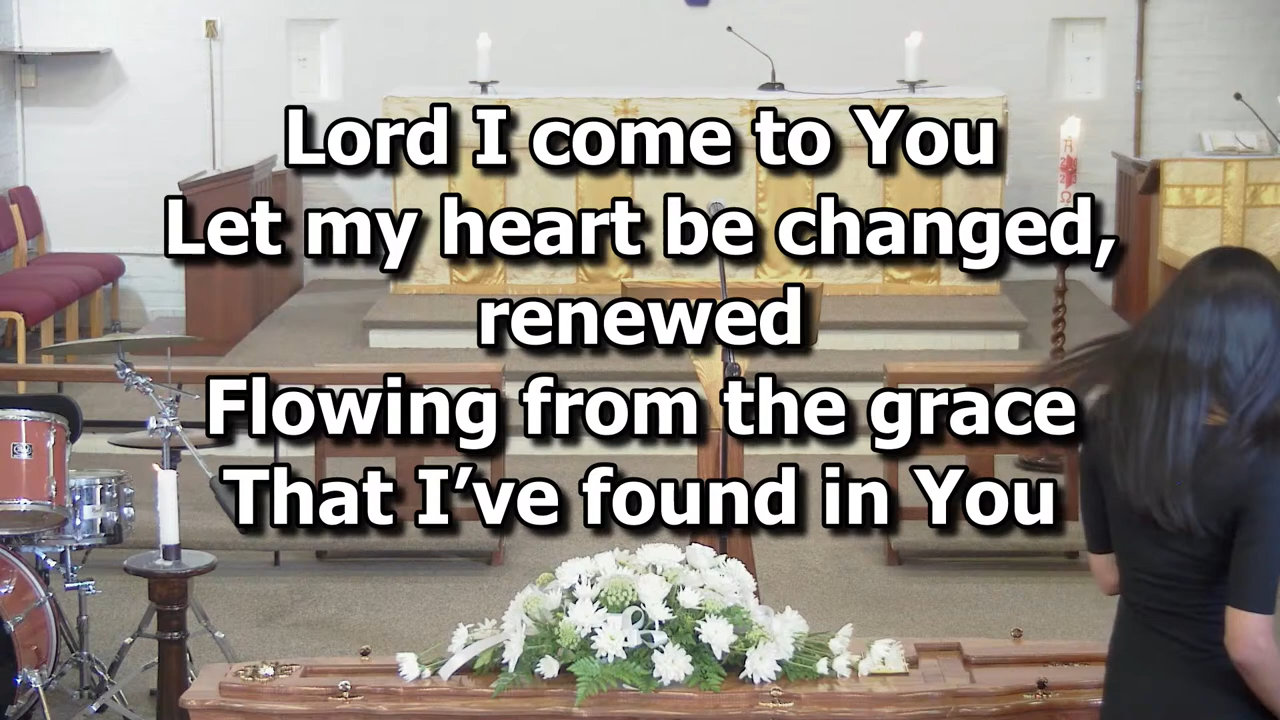 Lord I come to You
Let my heart be changed,
renewed
Flowing from the grace
That I’ve found in You